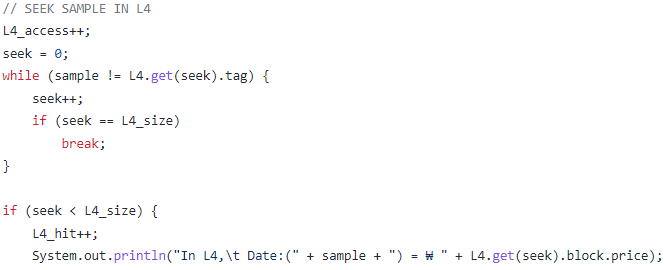 // SEEK SAMPLE IN L4
L4_access++;
seek = 0;
while (sample != L4.get(seek).tag) {
    seek++;
    if (seek == L4_size)
        break;
}

if (seek < L4_size) {
    L4_hit++;
    System.out.println("In L4,\t Date:(" + sample + ") = ₩ " + L4.get(seek).block.price);